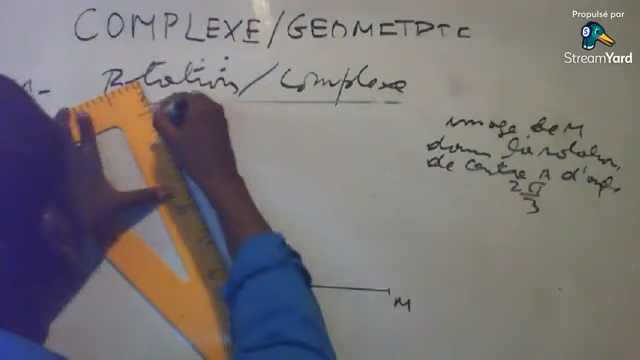 Propulsé par
StreamYard
COMPLEXE/GEOMETRIE
Rotation/Complexe
image de M
dans la rotation
de centre A d'angle
2π/3
M